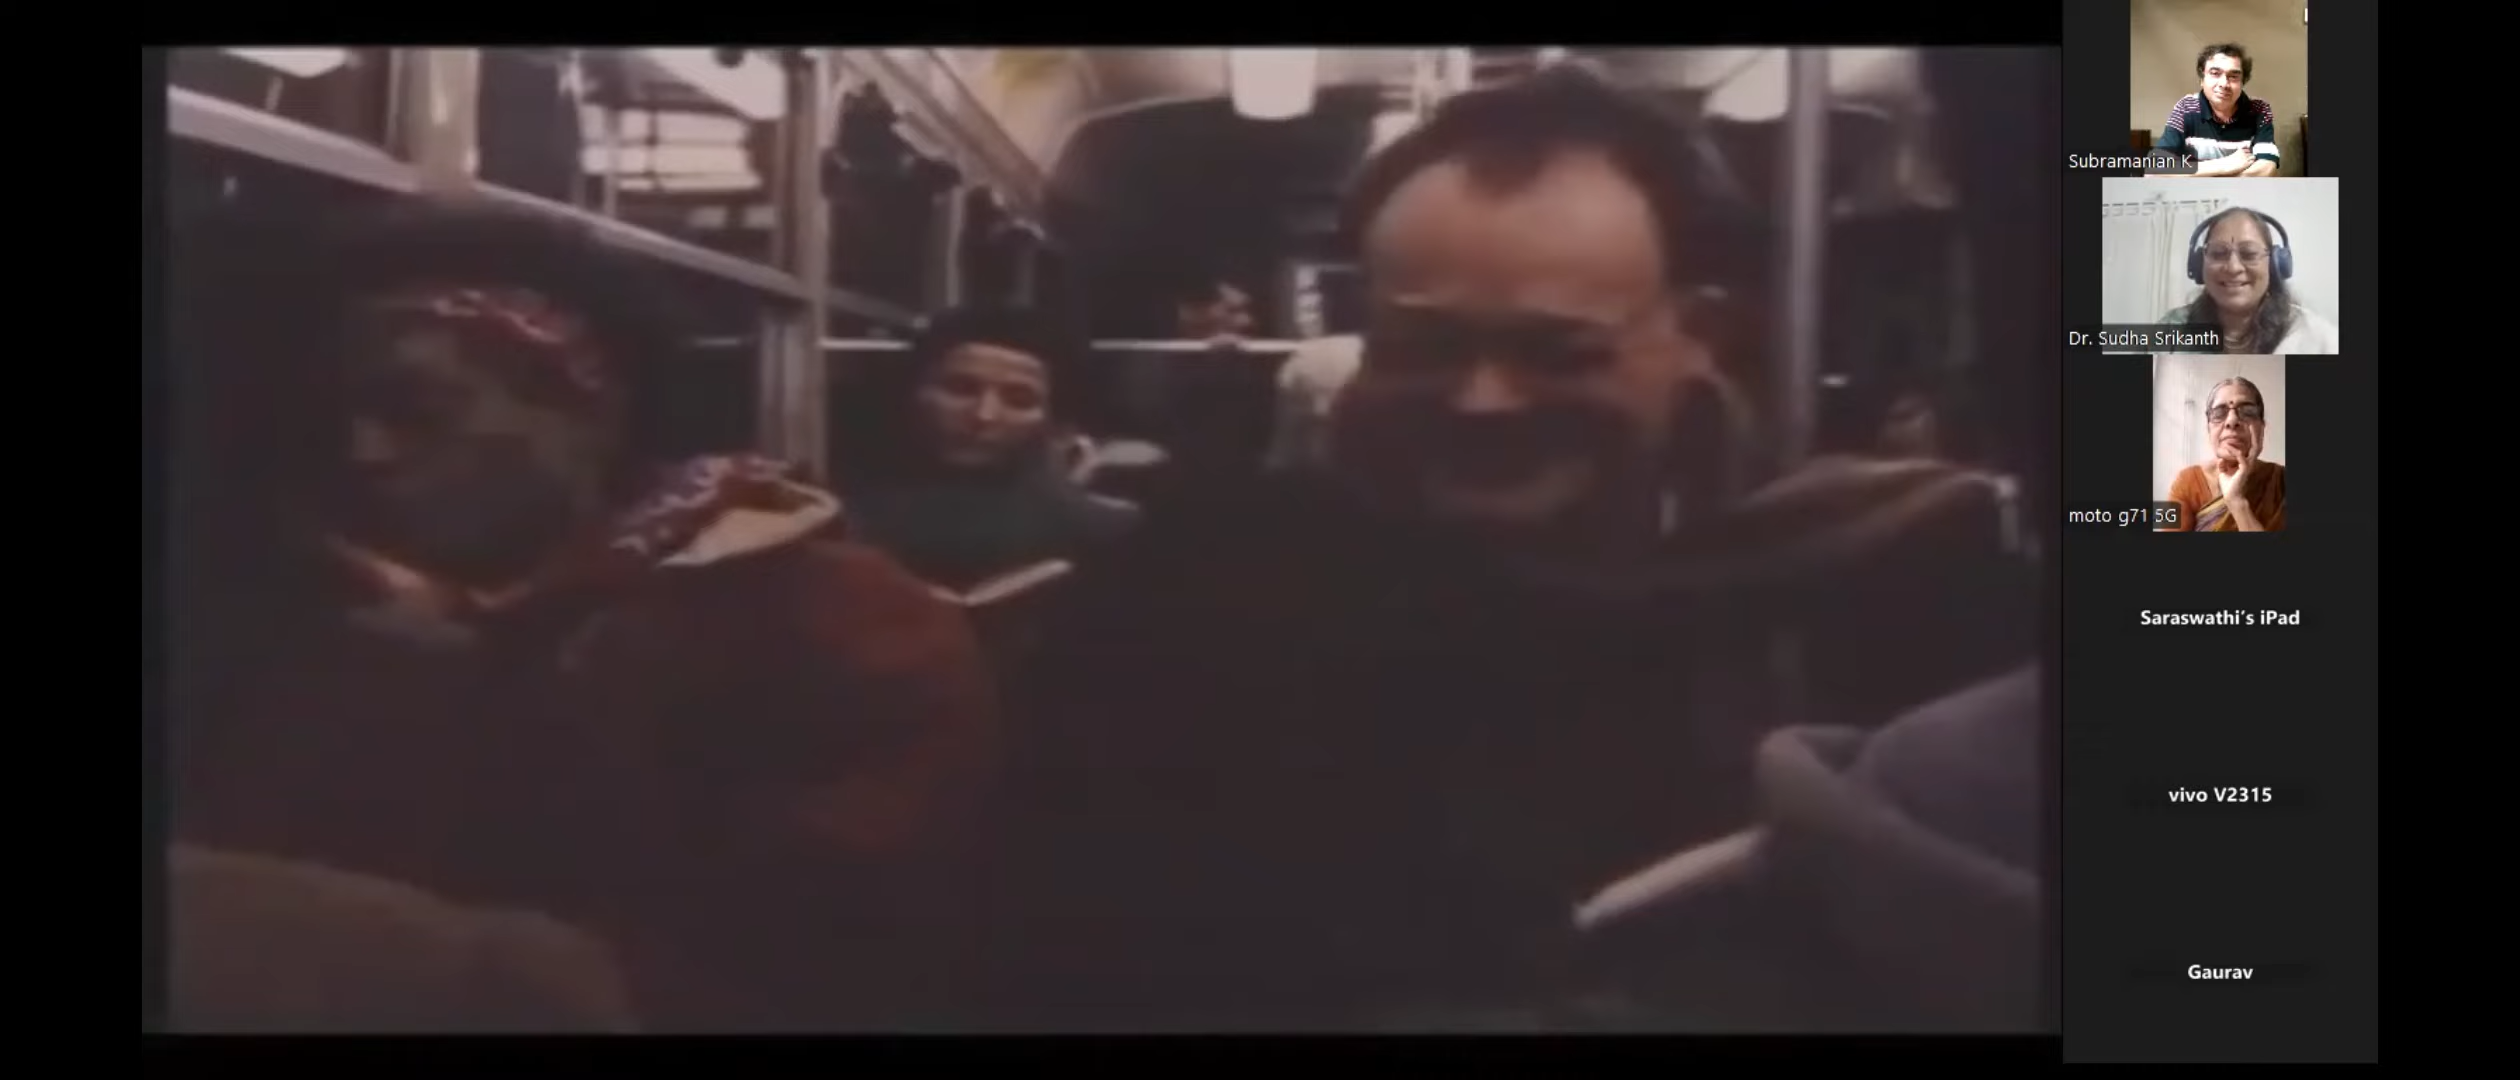 Subramanian K
Dr. Sudha Srikanth
moto g71 5G
Saraswathi's iPad
vivo V2315
Gaurav